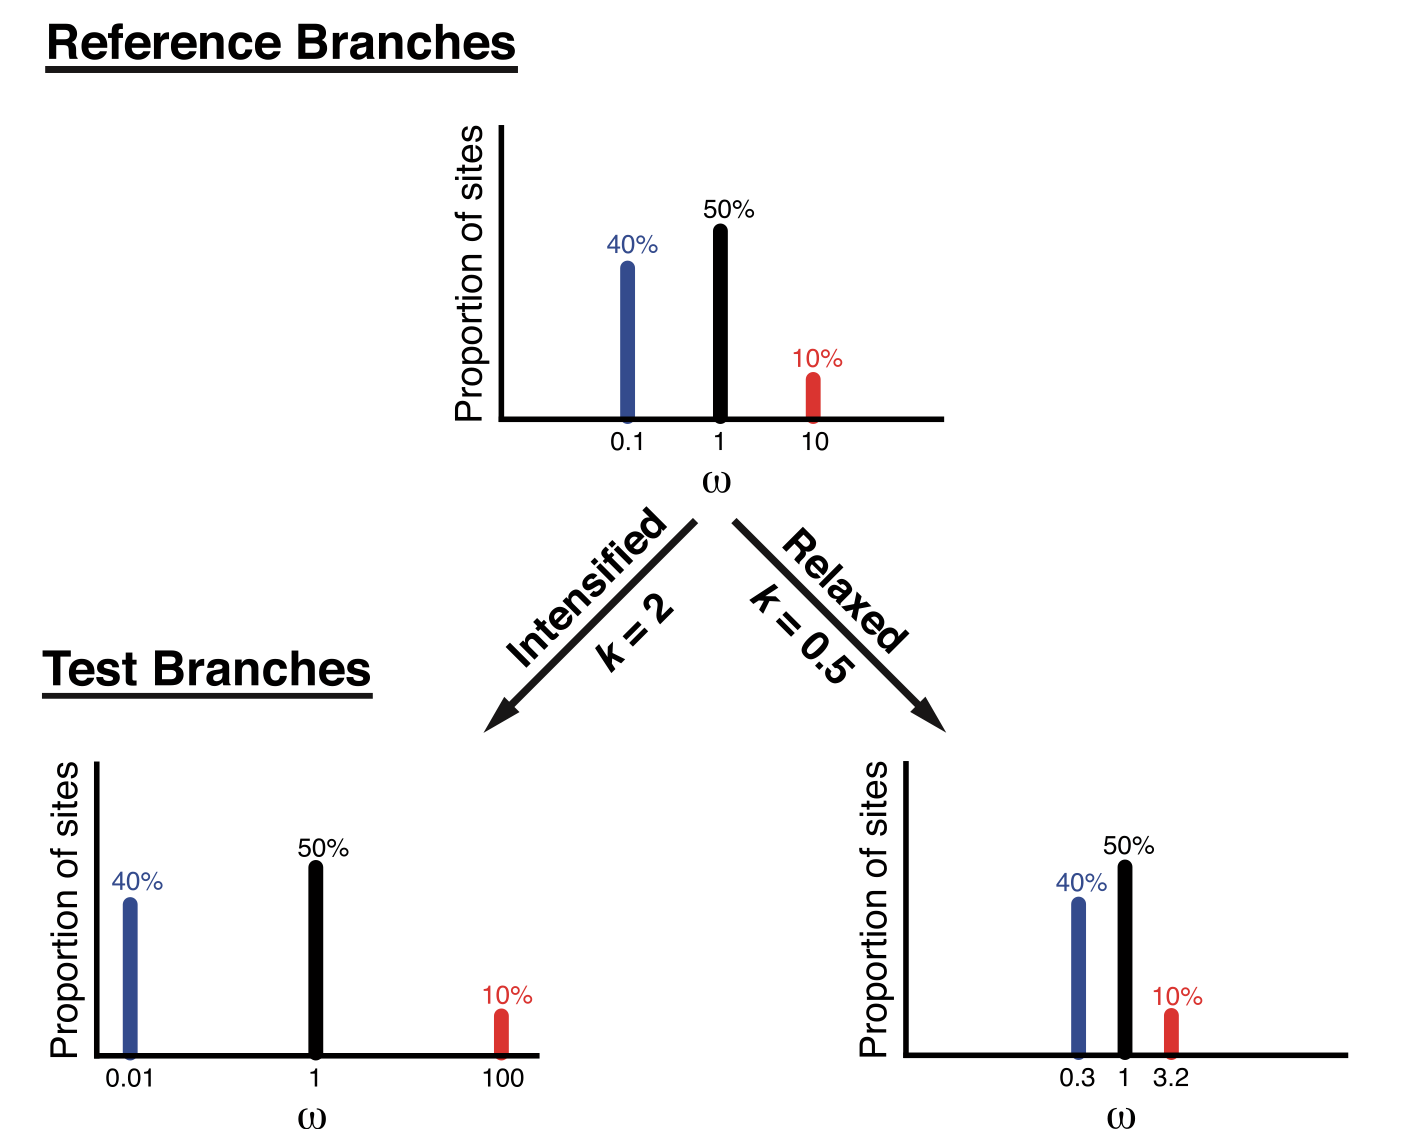 Reference Branches
Proportion of sites
50%
40%
10%
0.1 1 10
ω
Intensified
k = 2
Relaxed
k = 0.5
Test Branches
Proportion of sites
50%
40%
10%
0.01 1 100
ω
Proportion of sites
50%
40%
10%
0.3 1 3.2
ω